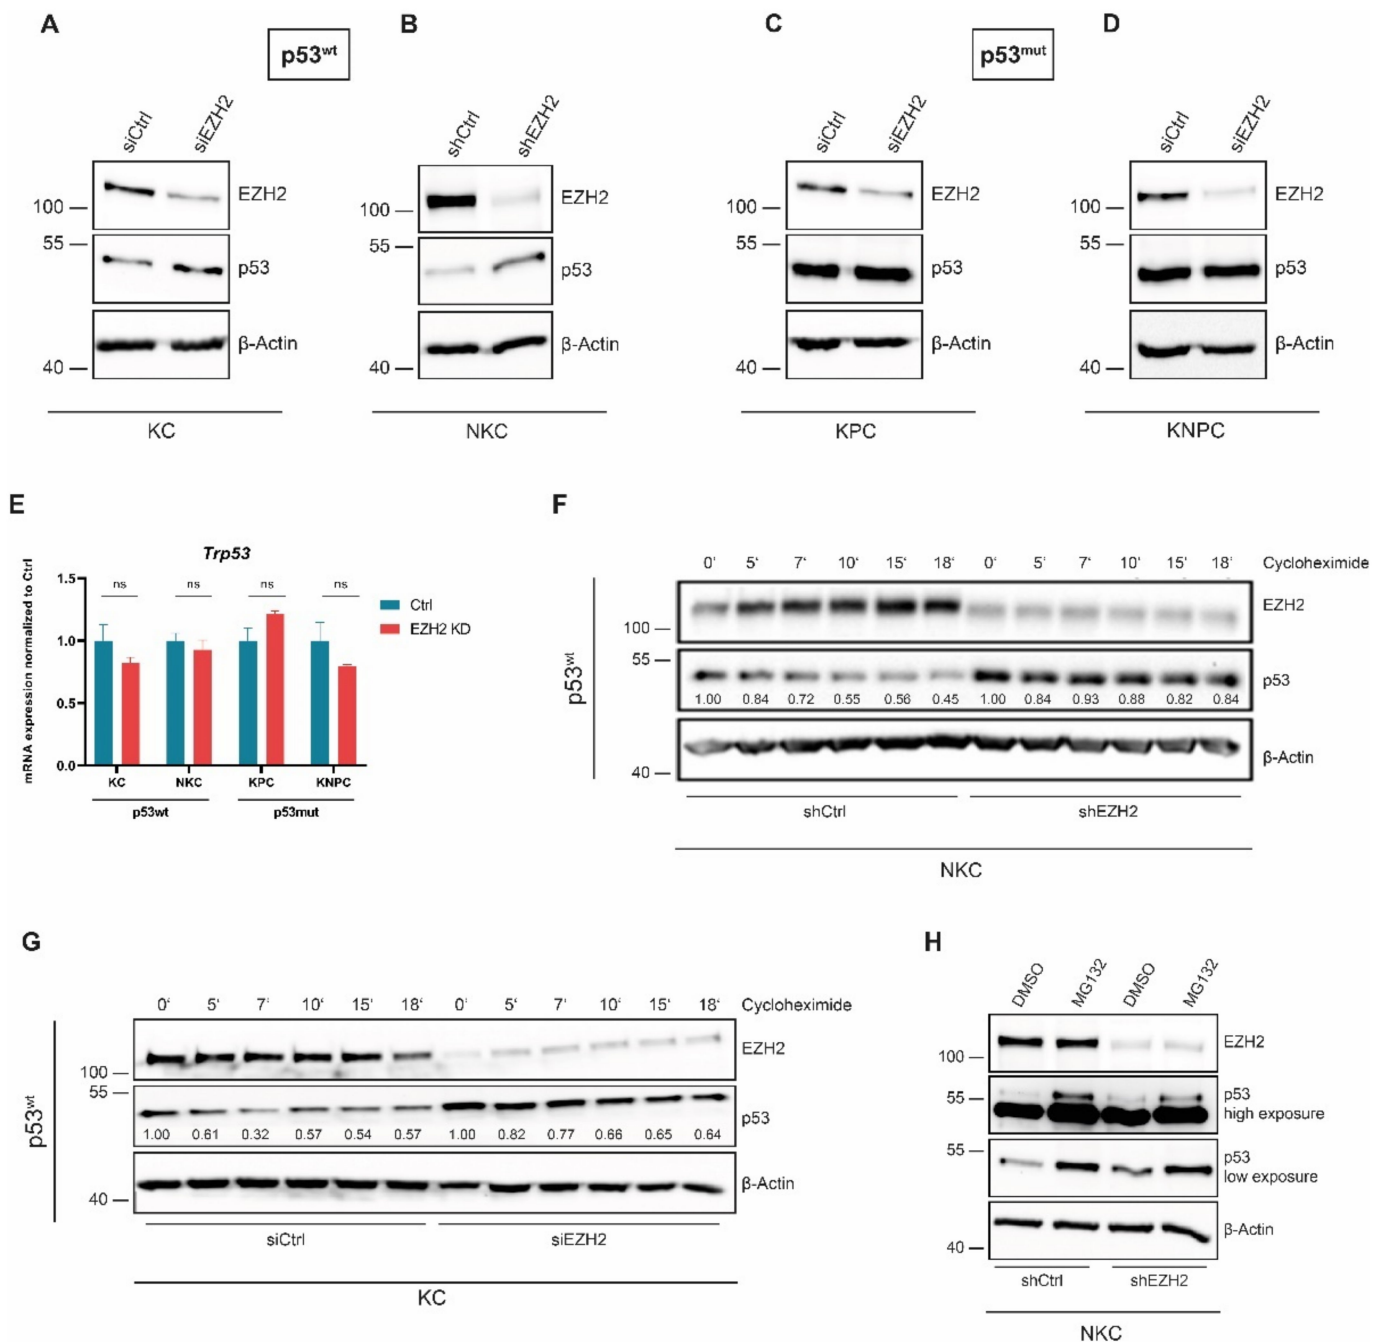 A
B
C
D
p53wt
p53mut
siCtrl siEZH2
shCtrl shEZH2
siCtrl siEZH2
siCtrl siEZH2
100 — EZH2
55 —
p53
β-Actin
40 —
KC
100 — EZH2
55 —
p53
β-Actin
40 —
NKC
100 — EZH2
55 —
p53
β-Actin
40 —
KPC
100 — EZH2
55 —
p53
β-Actin
40 —
KNPC
E
Trp53
mRNA expression normalized to Ctrl
1.5
1.0
0.5
0.0
ns ns ns ns
Ctrl
EZH2 KD
KC NKC KPC KNPC
p53wt p53mut
F
0‘ 5‘ 7‘ 10‘ 15‘ 18‘ 0‘ 5‘ 7‘ 10‘ 15‘ 18‘ Cycloheximide
EZH2
100 —
55 —
p53
1.00 0.84 0.72 0.55 0.56 0.45 1.00 0.84 0.93 0.88 0.82 0.84
β-Actin
40 —
p53wt
shCtrl shEZH2
NKC
G
0‘ 5‘ 7‘ 10‘ 15‘ 18‘ 0‘ 5‘ 7‘ 10‘ 15‘ 18‘ Cycloheximide
EZH2
100 —
55 —
p53
1.00 0.61 0.32 0.57 0.54 0.57 1.00 0.82 0.77 0.66 0.65 0.64
β-Actin
40 —
p53wt
siCtrl siEZH2
KC
H
DMSO MG132 DMSO MG132
EZH2
100 —
55 —
p53
high exposure
55 —
p53
low exposure
β-Actin
40 —
shCtrl shEZH2
NKC